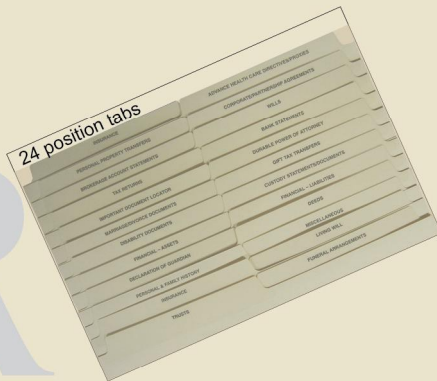 24 position tabs
INSURANCE
PERSONAL PROPERTY TRANSFERS
BROKERAGE ACCOUNT STATEMENTS
TAX RETURNS
IMPORTANT DOCUMENT LOCATOR
MARRIAGE/DIVORCE DOCUMENTS
DISABILITY DOCUMENTS
FINANCIAL - ASSETS
DECLARATION OF GUARDIAN
PERSONAL & FAMILY HISTORY
INSURANCE
TRUSTS
ADVANCE HEALTH CARE DIRECTIVES/PROXIES
CORPORATE/PARTNERSHIP AGREEMENTS
WILLS
BANK STATEMENTS
DURABLE POWER OF ATTORNEY
GIFT TAX TRANSFERS
CUSTODY STATEMENTS/DOCUMENTS
FINANCIAL - LIABILITIES
DEEDS
MISCELLANEOUS
LIVING WILL
FUNERAL ARRANGEMENTS